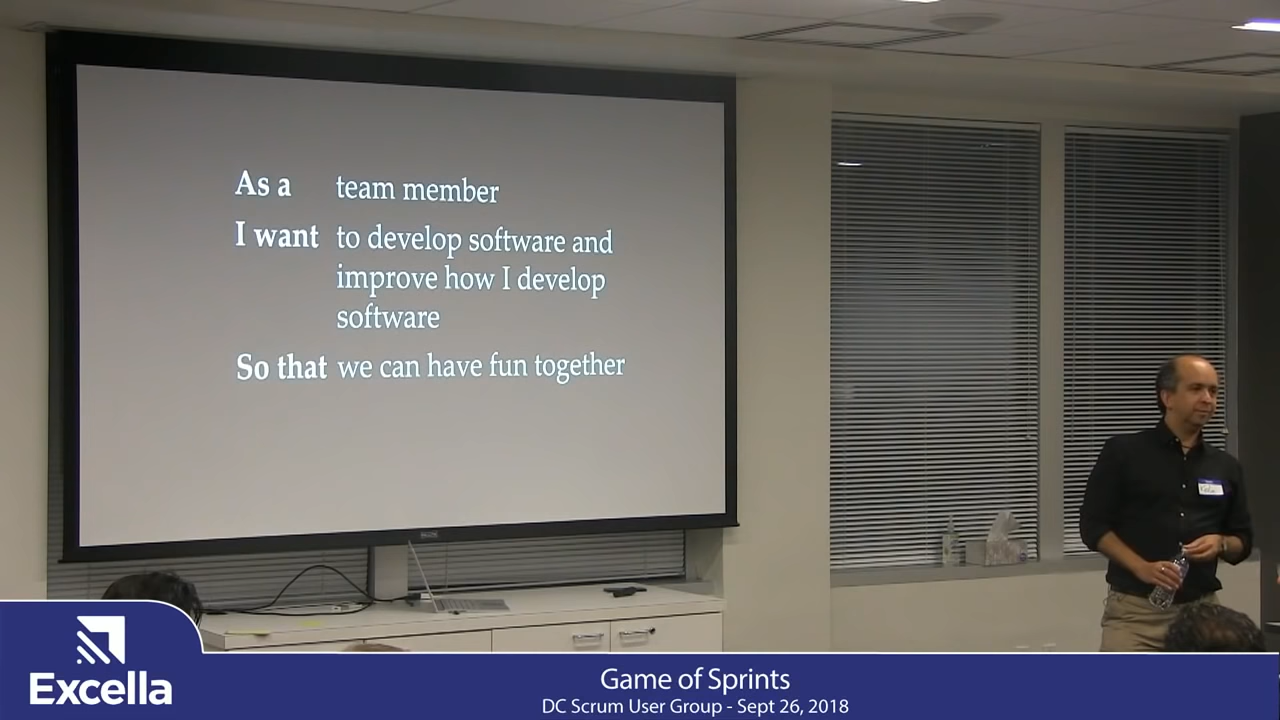 As a team member
I want to develop software and
improve how I develop
software
So that we can have fun together
Excella
Game of Sprints
DC Scrum User Group - Sept 26, 2018